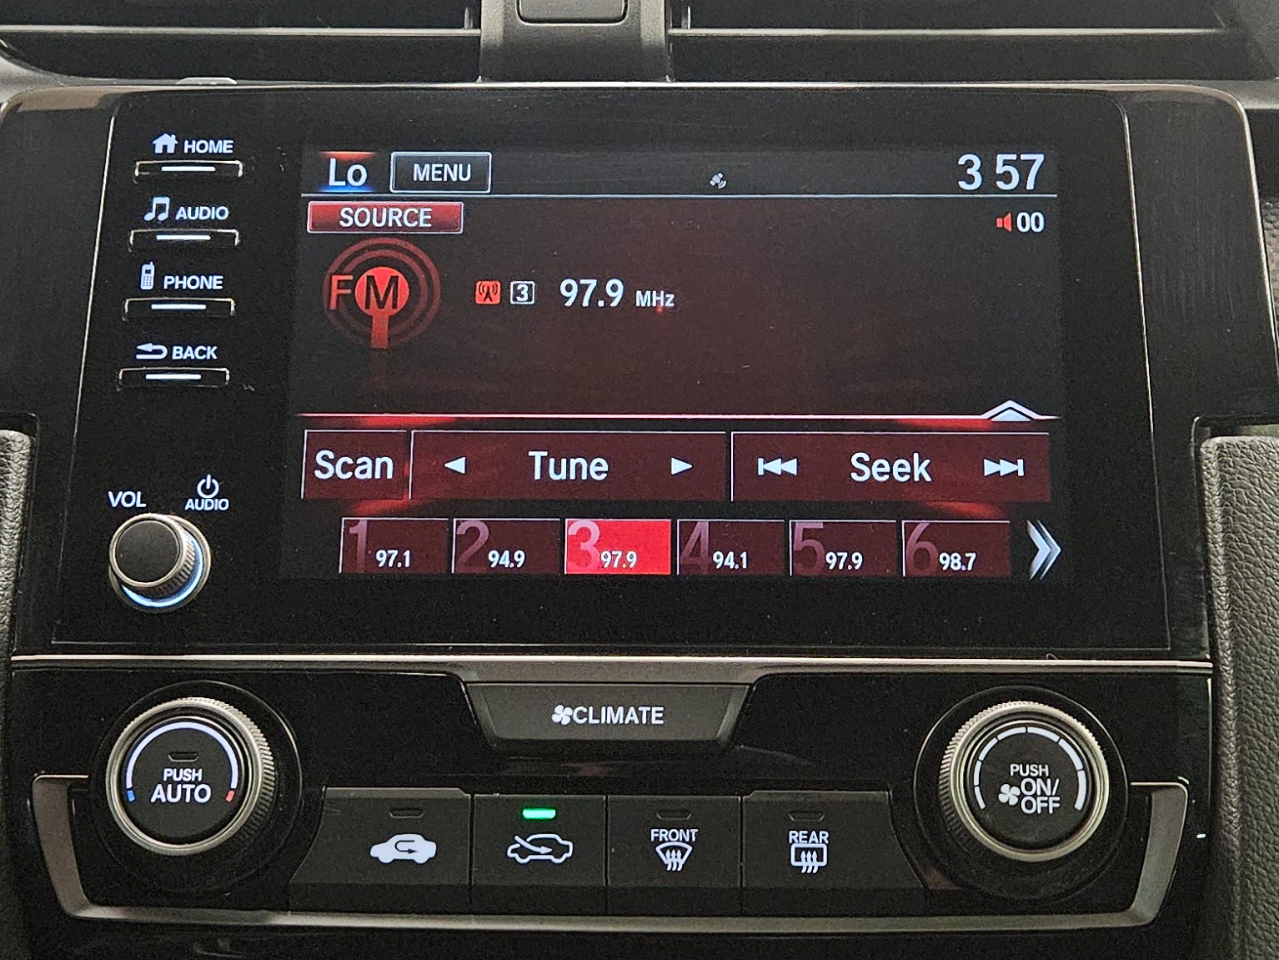 HOME
Lo MENU 3 57
AUDIO
SOURCE 00
PHONE
FM 3 97.9 MHz
BACK
Scan Tune Seek
VOL AUDIO
1 97.1 2 94.9 3 97.9 4 94.1 5 97.9 6 98.7
CLIMATE
PUSH
AUTO
PUSH
ON/
OFF
FRONT
REAR